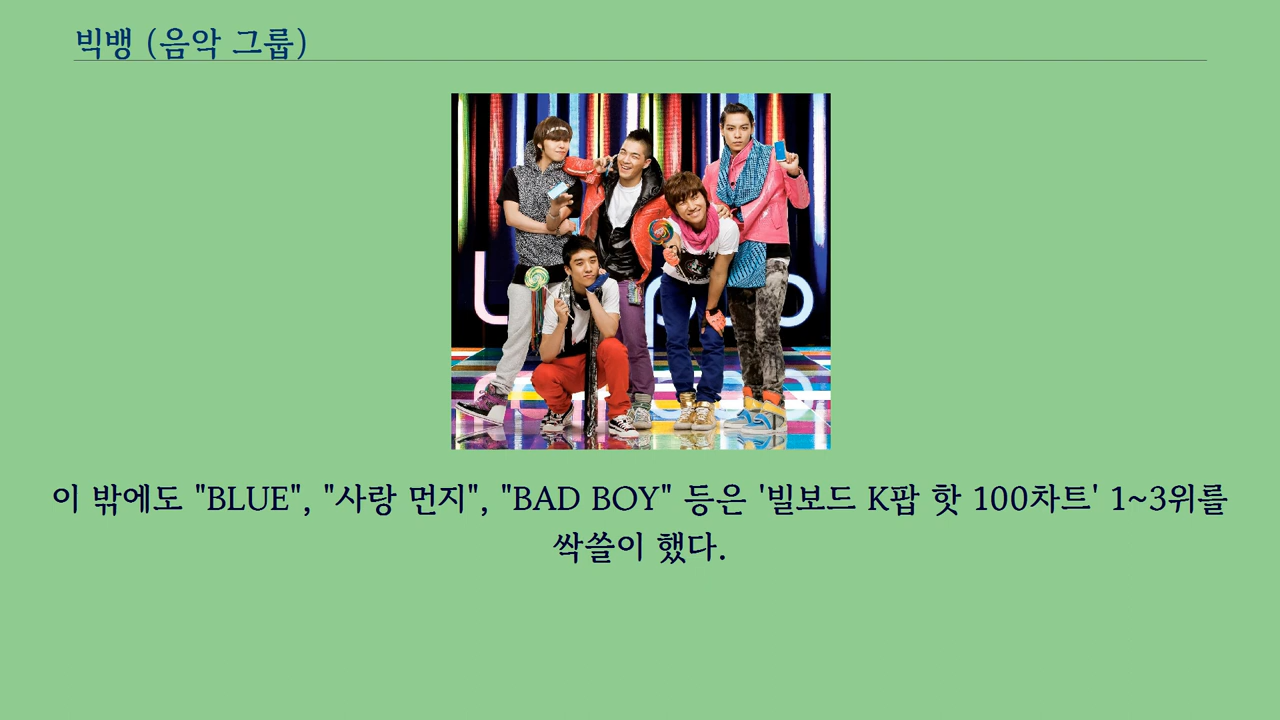 빅뱅 (음악 그룹)
이 밖에도 "BLUE", "사랑 먼지", "BAD BOY" 등은 '빌보드 K팝 핫 100차트' 1~3위를
싹쓸이 했다.